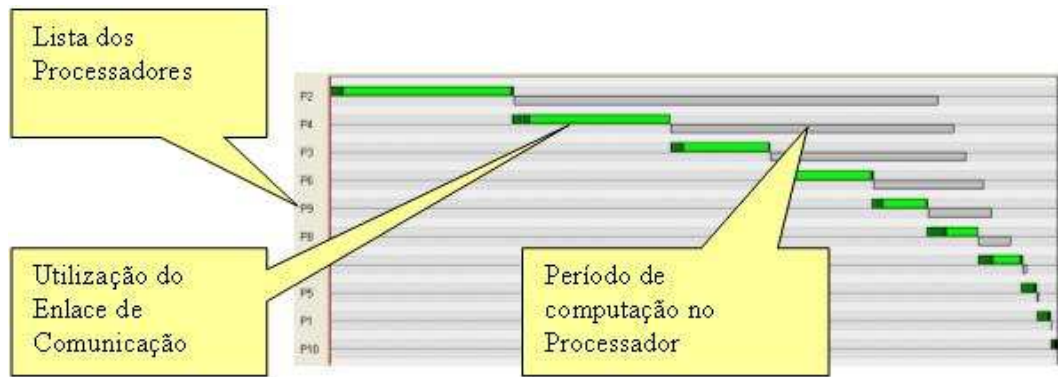 Lista dos
Processadores
P2
P4
P3
P6
P9
P8
P5
P1
P10
Utilização do
Enlace de
Comunicação
Período de
computação no
Processador